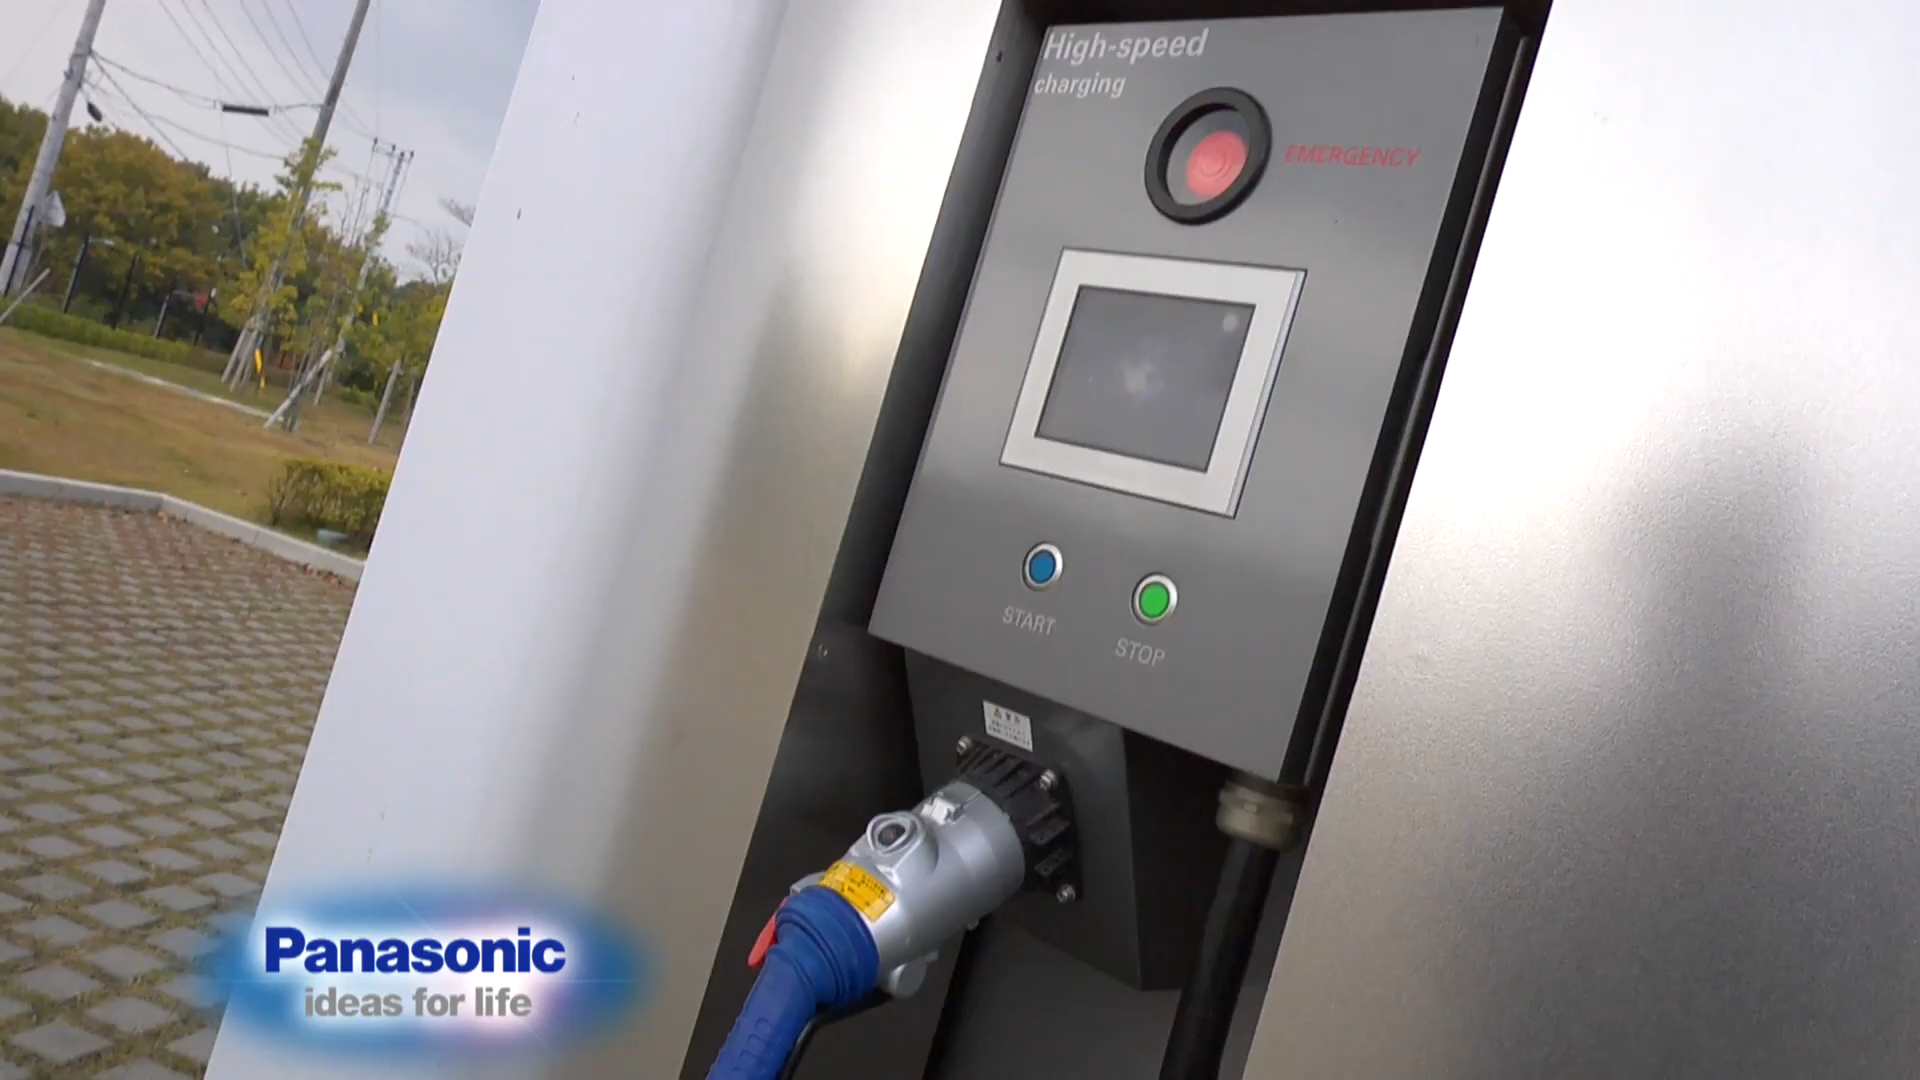 High-speed
charging
EMERGENCY
START
STOP
Panasonic
ideas for life